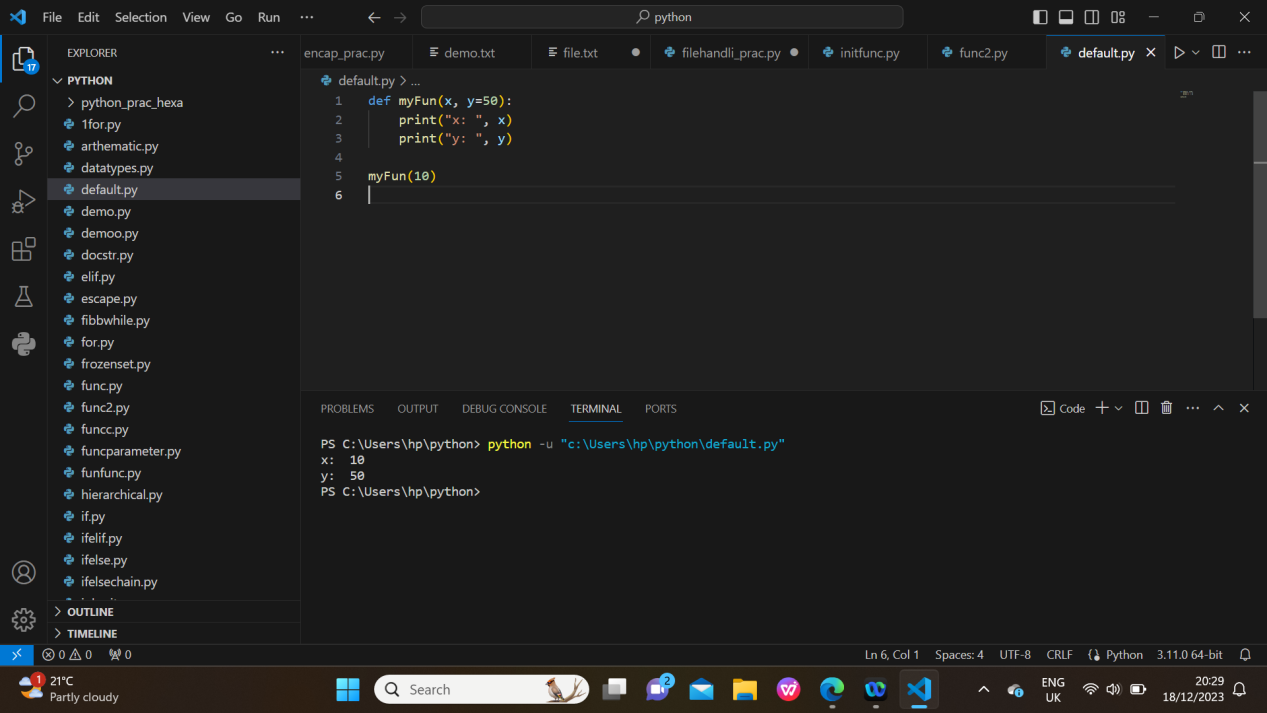 File Edit Selection View Go Run ···
python
EXPLORER
17
PYTHON
python_prac_hexa
1for.py
arthematic.py
datatypes.py
default.py
demo.py
demoo.py
docstr.py
elif.py
escape.py
fibbwhile.py
for.py
frozenset.py
func.py
func2.py
funcc.py
funcparameter.py
funfunc.py
hierarchical.py
if.py
ifelif.py
ifelse.py
ifelsechain.py
OUTLINE
TIMELINE
encap_prac.py demo.txt file.txt filehandli_prac.py initfunc.py func2.py default.py
default.py > ...
1 def myFun(x, y=50):
2 print("x: ", x)
3 print("y: ", y)
4
5 myFun(10)
6
PROBLEMS OUTPUT DEBUG CONSOLE TERMINAL PORTS
Code
PS C:\Users\hp\python> python -u "c:\Users\hp\python\default.py"
x:  10
y:  50
PS C:\Users\hp\python>
0 0 0
Ln 6, Col 1 Spaces: 4 UTF-8 CRLF Python 3.11.0 64-bit
1
21°C
Partly cloudy
Search
2
ENG
UK
20:29
18/12/2023